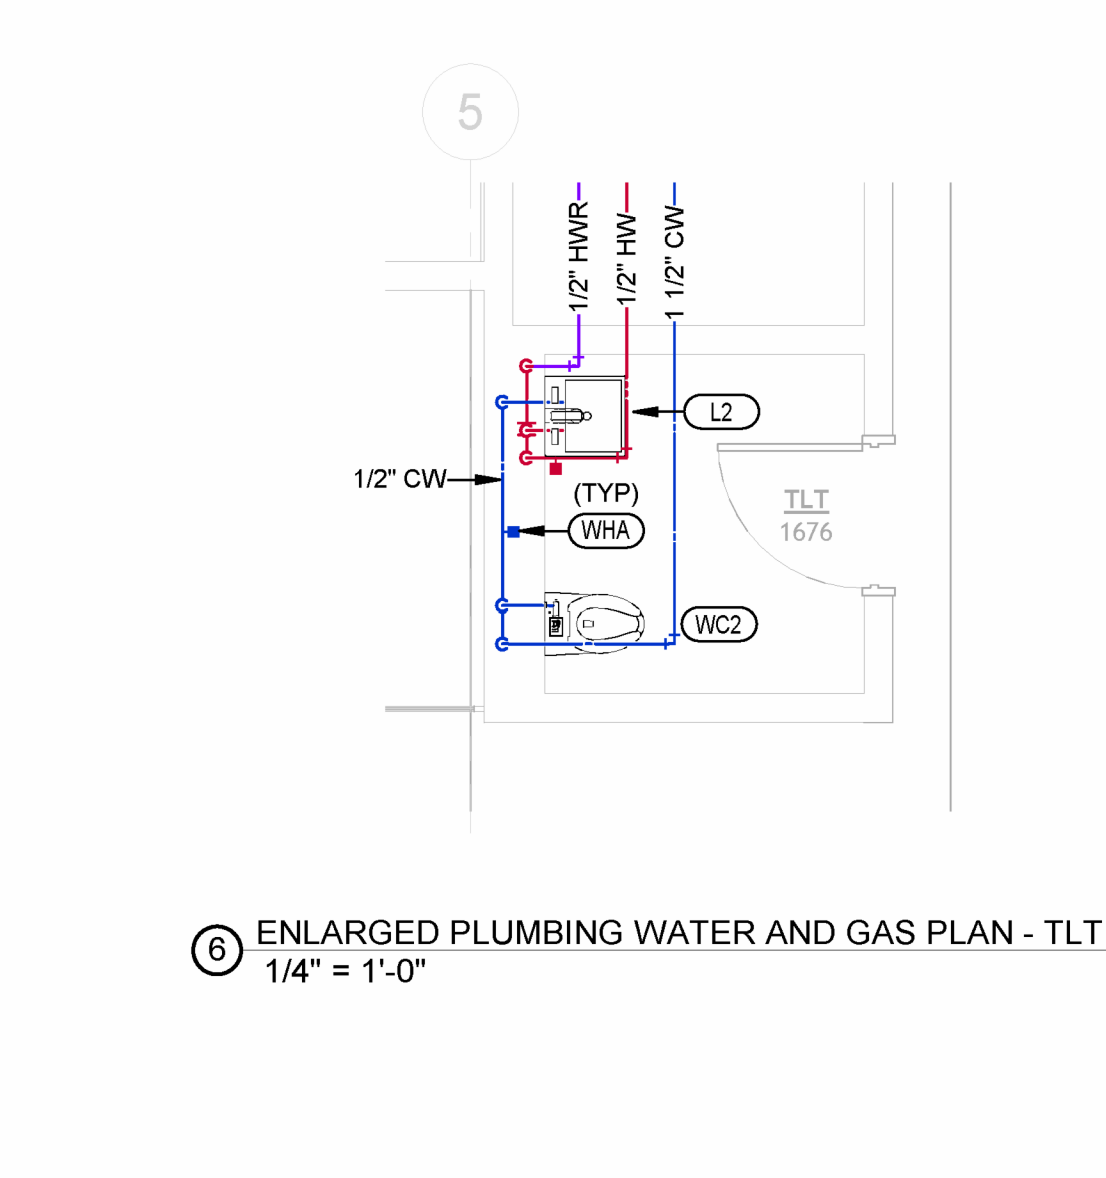 5
1/2" HWR
1/2" HW
1 1/2" CW
L2
1/2" CW
(TYP)
WHA
TLT
1676
WC2
6
ENLARGED PLUMBING WATER AND GAS PLAN - TLT
1/4" = 1'-0"